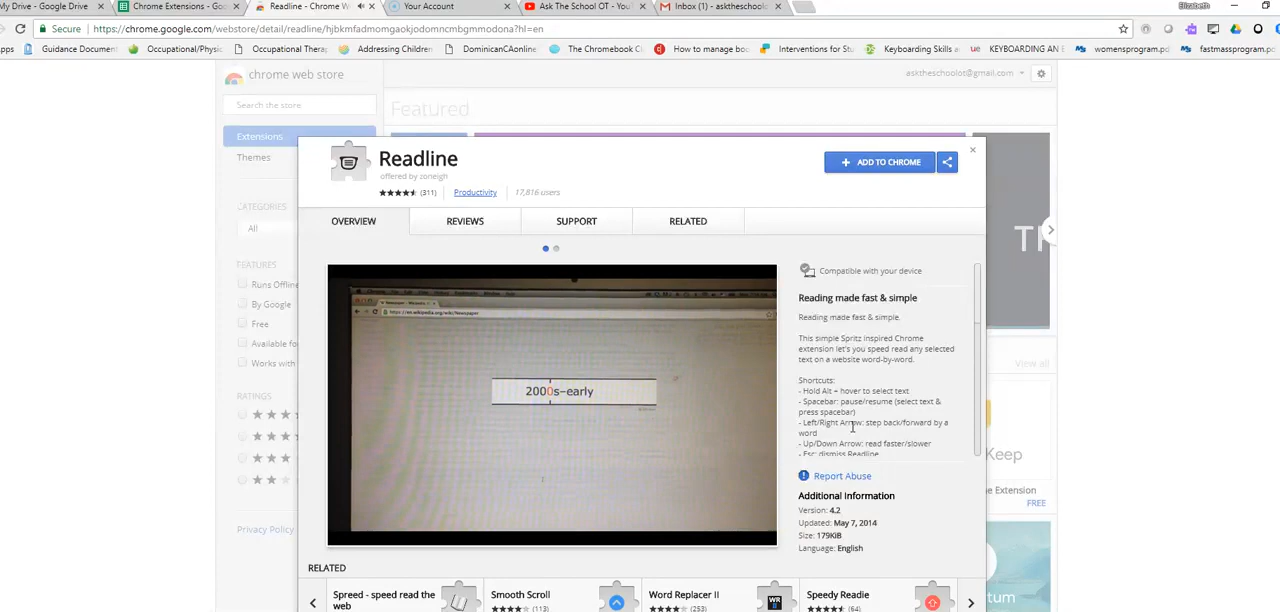 My Drive - Google Drive
Chrome Extensions - Goo
Readline - Chrome W
Your Account
Ask The School OT - You
Inbox (1) - asktheschoolo
Elizabeth
Secure
https://chrome.google.com/webstore/detail/readline/hjbkmfadmomgaokjodomncmbgmmodona?hl=en
Apps
Guidance Document
Occupational/Physic
Occupational Therap
Addressing Children
DominicanCAonline
The Chromebook Cl
How to manage boo
Interventions for Stu
Keyboarding Skills a
KEYBOARDING AN
womensprogram.pd
fastmassprogram.pd
chrome web store
asktheschoolot@gmail.com
Search the store
Featured
Extensions
Themes
CATEGORIES
All
FEATURES
Runs Offline
By Google
Free
Available fo
Works with
RATINGS
Privacy Policy
Readline
offered by zoneigh
(311)
Productivity
17,816 users
ADD TO CHROME
OVERVIEW
REVIEWS
SUPPORT
RELATED
2000s-early
Compatible with your device
Reading made fast & simple
Reading made fast & simple.
This simple Spritz inspired Chrome
extension let's you speed read any selected
text on a website word-by-word.
Shortcuts:
- Hold Alt + hover to select text
- Spacebar: pause/resume (select text &
press spacebar)
- Left/Right Arrow: step back/forward by a
word
- Up/Down Arrow: read faster/slower
- Esc: dismiss Readline
Report Abuse
Additional Information
Version: 4.2
Updated: May 7, 2014
Size: 179KiB
Language: English
RELATED
Spreed - speed read the
web
Smooth Scroll
(113)
Word Replacer II
(253)
Speedy Readie
(64)
View all
Keep
e Extension
FREE